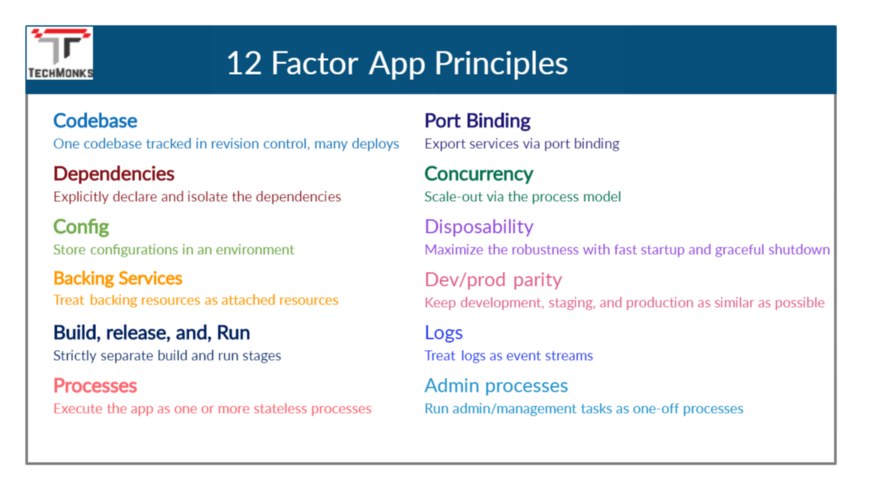 TECHMONKS
12 Factor App Principles
Codebase
One codebase tracked in revision control, many deploys
Dependencies
Explicitly declare and isolate the dependencies
Config
Store configurations in an environment
Backing Services
Treat backing resources as attached resources
Build, release, and, Run
Strictly separate build and run stages
Processes
Execute the app as one or more stateless processes
Port Binding
Export services via port binding
Concurrency
Scale-out via the process model
Disposability
Maximize the robustness with fast startup and graceful shutdown
Dev/prod parity
Keep development, staging, and production as similar as possible
Logs
Treat logs as event streams
Admin processes
Run admin/management tasks as one-off processes